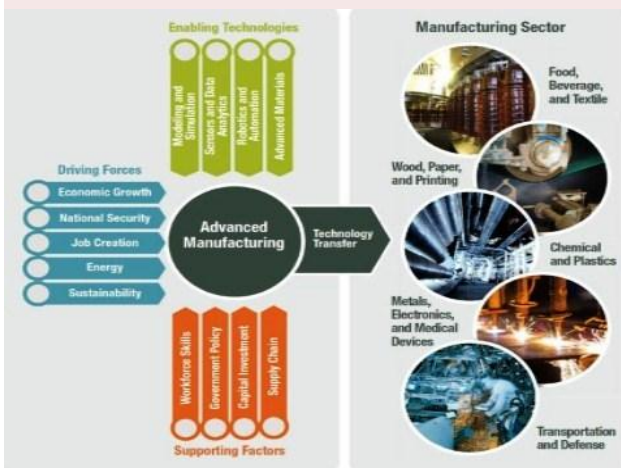 Enabling Technologies
Modeling and
Simulation
Sensors and Data
Analytics
Robotics and
Automation
Advanced Materials
Driving Forces
Economic Growth
National Security
Job Creation
Energy
Sustainability
Advanced
Manufacturing
Technology
Transfer
Workforce Skills
Government Policy
Capital Investment
Supply Chain
Supporting Factors
Manufacturing Sector
Food,
Beverage,
and Textile
Wood, Paper,
and Printing
Chemical
and Plastics
Metals,
Electronics,
and Medical
Devices
Transportation
and Defense